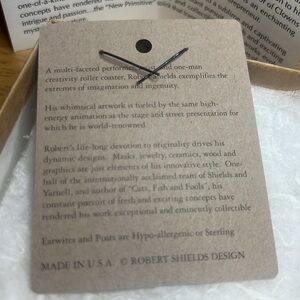 one-of-a-kind
concepts have rendered
the "New Primitive"
intrigue and passion.
A multi-faceted performer, and one-man
creativity roller coaster, Robert Shields exemplifies the
extremes of imagination and ingenuity.
His whimsical artwork is fueled by the same high-
energy animation as the stage and street presentation for
which he is world-renowned.
Robert's life-long devotion to originality drives his
dynamic designs. Masks, jewelry, ceramics, wood and
graphics are just elements of his innovative style. One-
half of the internationally acclaimed team of Shields and
Yarnell, and author of "Cats, Fish and Fools", his
constant pursuit of fresh and exciting concepts have
rendered his work exceptional and eminently collectible
Earwires and Posts are Hypo-allergenic or Sterling
MADE IN U.S.A. © ROBERT SHIELDS DESIGN